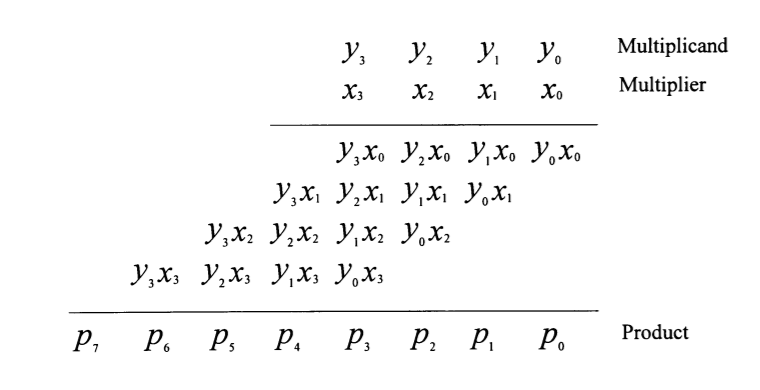 y₃ y₂ y₁ y₀ Multiplicand
x₃ x₂ x₁ x₀ Multiplier
y₃x₀ y₂x₀ y₁x₀ y₀x₀
y₃x₁ y₂x₁ y₁x₁ y₀x₁
y₃x₂ y₂x₂ y₁x₂ y₀x₂
y₃x₃ y₂x₃ y₁x₃ y₀x₃
p₇ p₆ p₅ p₄ p₃ p₂ p₁ p₀ Product